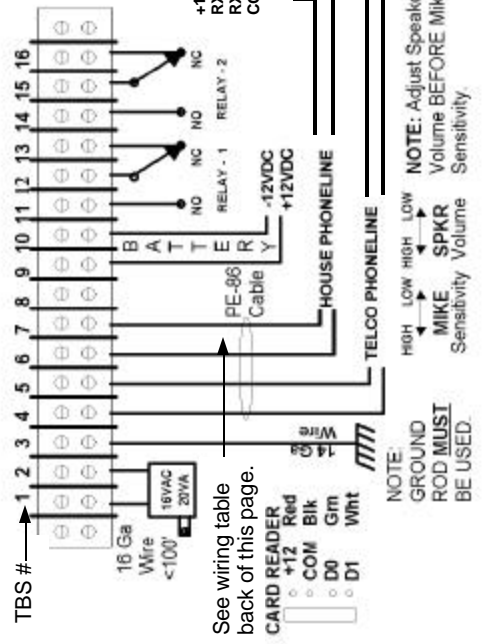 TBS #
1 2 3 4 5 6 7 8 9 10 11 12 13 14 15 16
16 Ga
Wire
<100'
16VAC
20VA
14 Ga
Wire
PE-86
Cable
B A T T E R Y
-12VDC
+12VDC
NO
NC
RELAY - 1
NO
NC
RELAY - 2
See wiring table
back of this page.
HOUSE PHONELINE
TELCO PHONELINE
CARD READER
+12 Red
COM Blk
D0 Grn
D1 Wht
NOTE:
GROUND
ROD MUST
BE USED.
HIGH LOW
MIKE
Sensitivity
HIGH LOW
SPKR
Volume
NOTE: Adjust Speake
Volume BEFORE Mik
Sensitivity.
+1
RX
RX
CO